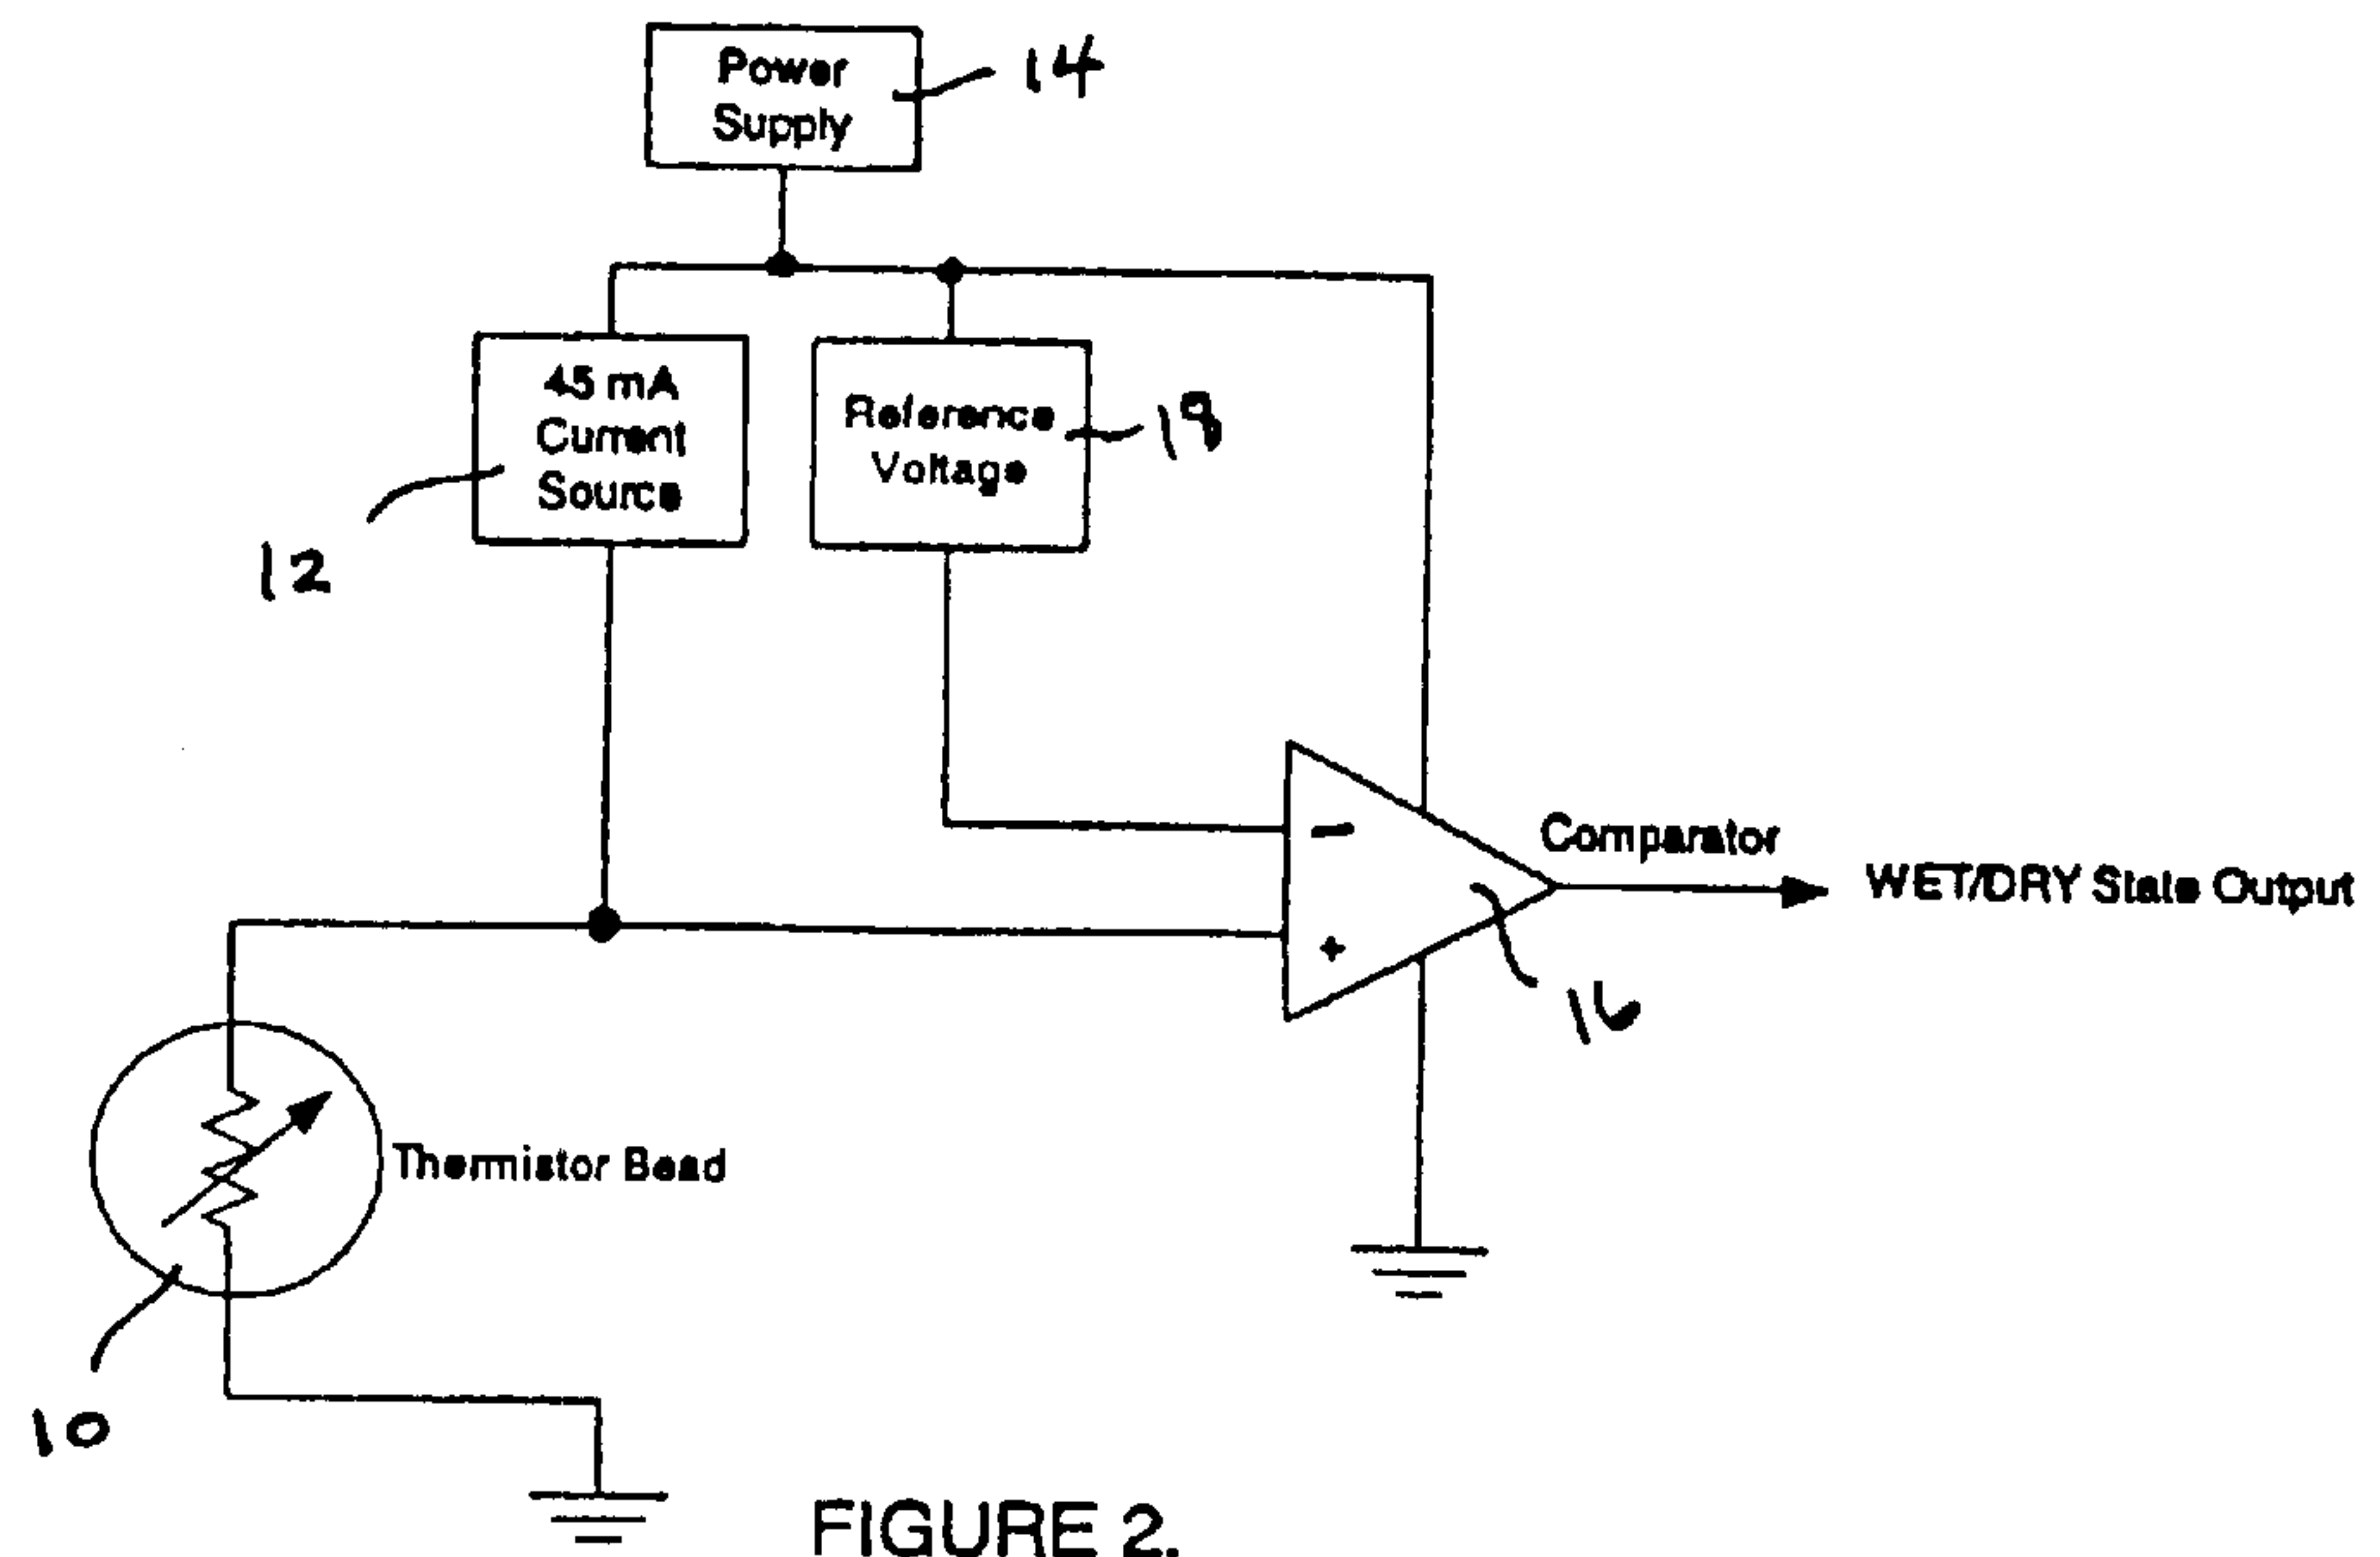 Power
Supply
14
45 mA
Current
Source
12
Reference
Voltage
19
-
+
Comparator
WET/DRY State Output
16
Thermistor Bead
10
FIGURE 2.